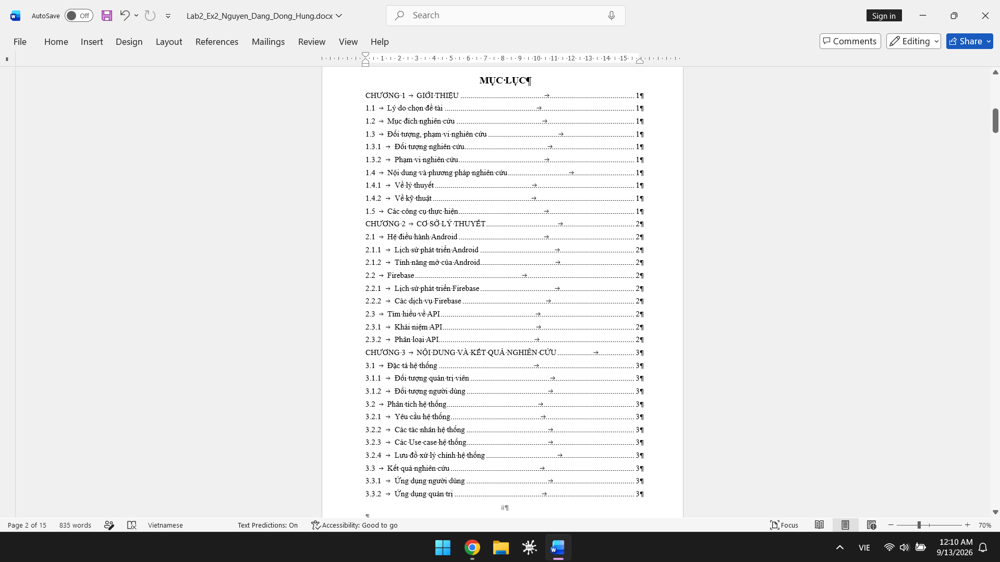 AutoSave Off Lab2_Ex2_Nguyen_Dang_Dong_Hung.docx Search Sign in
File Home Insert Design Layout References Mailings Review View Help Comments Editing Share
1 2 3 4 5 6 7 8 9 10 11 12 13 14 15
MỤC·LỤC¶
CHƯƠNG·1 → GIỚI·THIỆU → 1¶
1.1 → Lý·do·chọn·đề·tài → 1¶
1.2 → Mục·đích·nghiên·cứu → 1¶
1.3 → Đối·tượng,·phạm·vi·nghiên·cứu → 1¶
1.3.1 → Đối·tượng·nghiên·cứu → 1¶
1.3.2 → Phạm·vi·nghiên·cứu → 1¶
1.4 → Nội·dung·và·phương·pháp·nghiên·cứu → 1¶
1.4.1 → Về·lý·thuyết → 1¶
1.4.2 → Về·kỹ·thuật → 1¶
1.5 → Các·công·cụ·thực·hiện → 1¶
CHƯƠNG·2 → CƠ·SỞ·LÝ·THUYẾT → 2¶
2.1 → Hệ·điều·hành·Android → 2¶
2.1.1 → Lịch·sử·phát·triển·Android → 2¶
2.1.2 → Tính·năng·mở·của·Android → 2¶
2.2 → Firebase → 2¶
2.2.1 → Lịch·sử·phát·triển·Firebase → 2¶
2.2.2 → Các·dịch·vụ·Firebase → 2¶
2.3 → Tìm·hiểu·về·API → 2¶
2.3.1 → Khái·niệm·API → 2¶
2.3.2 → Phân·loại·API → 2¶
CHƯƠNG·3 → NỘI·DUNG·VÀ·KẾT·QUẢ·NGHIÊN·CỨU → 3¶
3.1 → Đặc·tả·hệ·thống → 3¶
3.1.1 → Đối·tượng·quản·trị·viên → 3¶
3.1.2 → Đối·tượng·người·dùng → 3¶
3.2 → Phân·tích·hệ·thống → 3¶
3.2.1 → Yêu·cầu·hệ·thống → 3¶
3.2.2 → Các·tác·nhân·hệ·thống → 3¶
3.2.3 → Các·Use·case·hệ·thống → 3¶
3.2.4 → Lưu·đồ·xử·lý·chính·hệ·thống → 3¶
3.3 → Kết·quả·nghiên·cứu → 3¶
3.3.1 → Ứng·dụng·người·dùng → 3¶
3.3.2 → Ứng·dụng·quản·trị → 3¶
ii¶
¶
Page 2 of 15 835 words Vietnamese Text Predictions: On Accessibility: Good to go Focus 70%
VIE 12:10 AM
9/13/2026